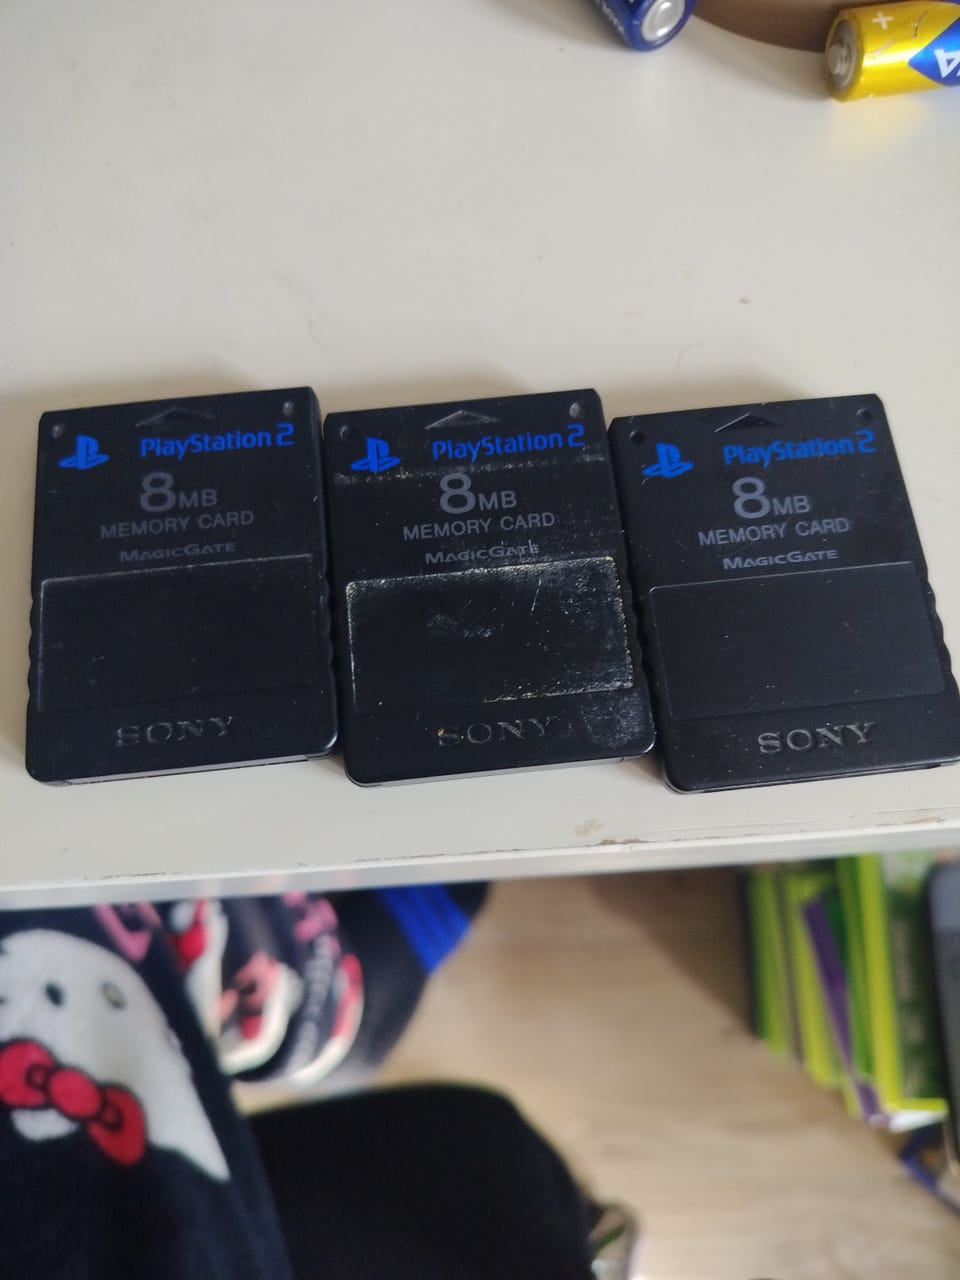 PlayStation 2
8MB
MEMORY CARD
MAGICGATE
SONY
PlayStation 2
8MB
MEMORY CARD
MAGICGATE
SONY
PlayStation 2
8MB
MEMORY CARD
MAGICGATE
SONY